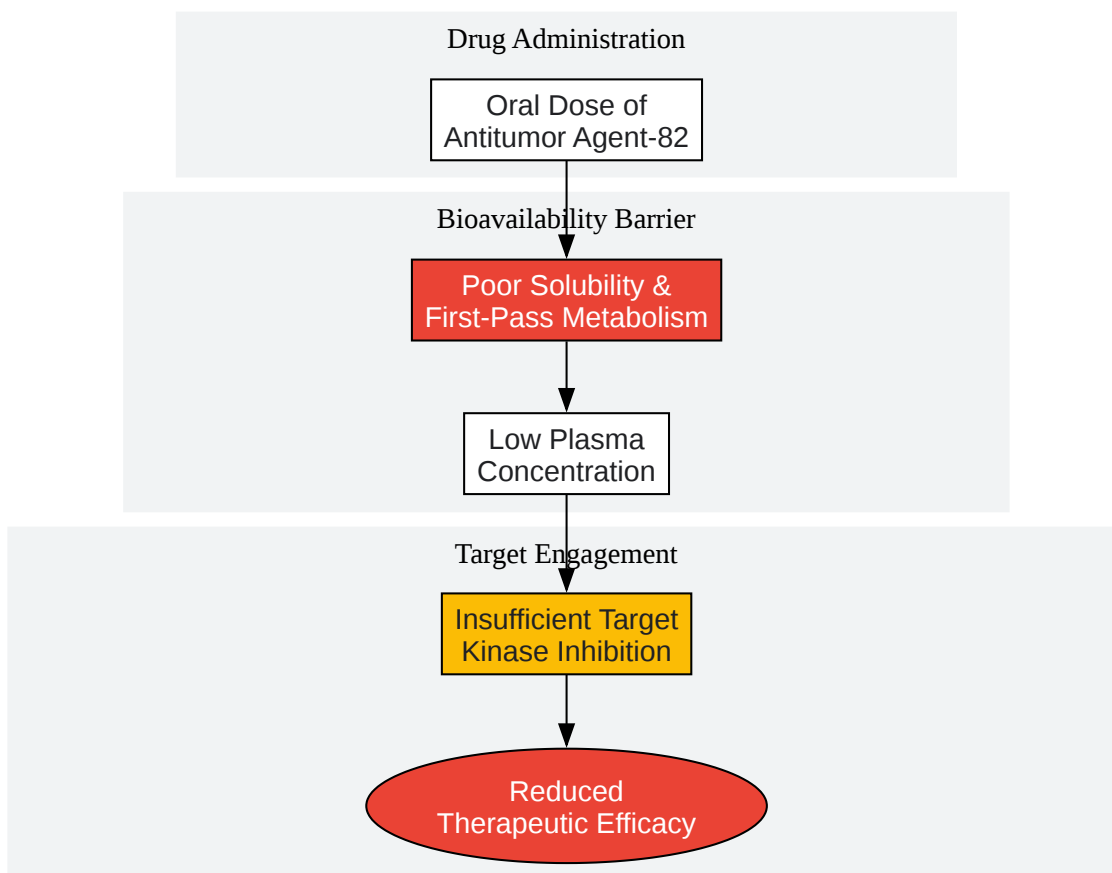 Drug Administration
Oral Dose of
Antitumor Agent-82
Bioavailability Barrier
Poor Solubility &
First-Pass Metabolism
Low Plasma
Concentration
Target Engagement
Insufficient Target
Kinase Inhibition
Reduced
Therapeutic Efficacy